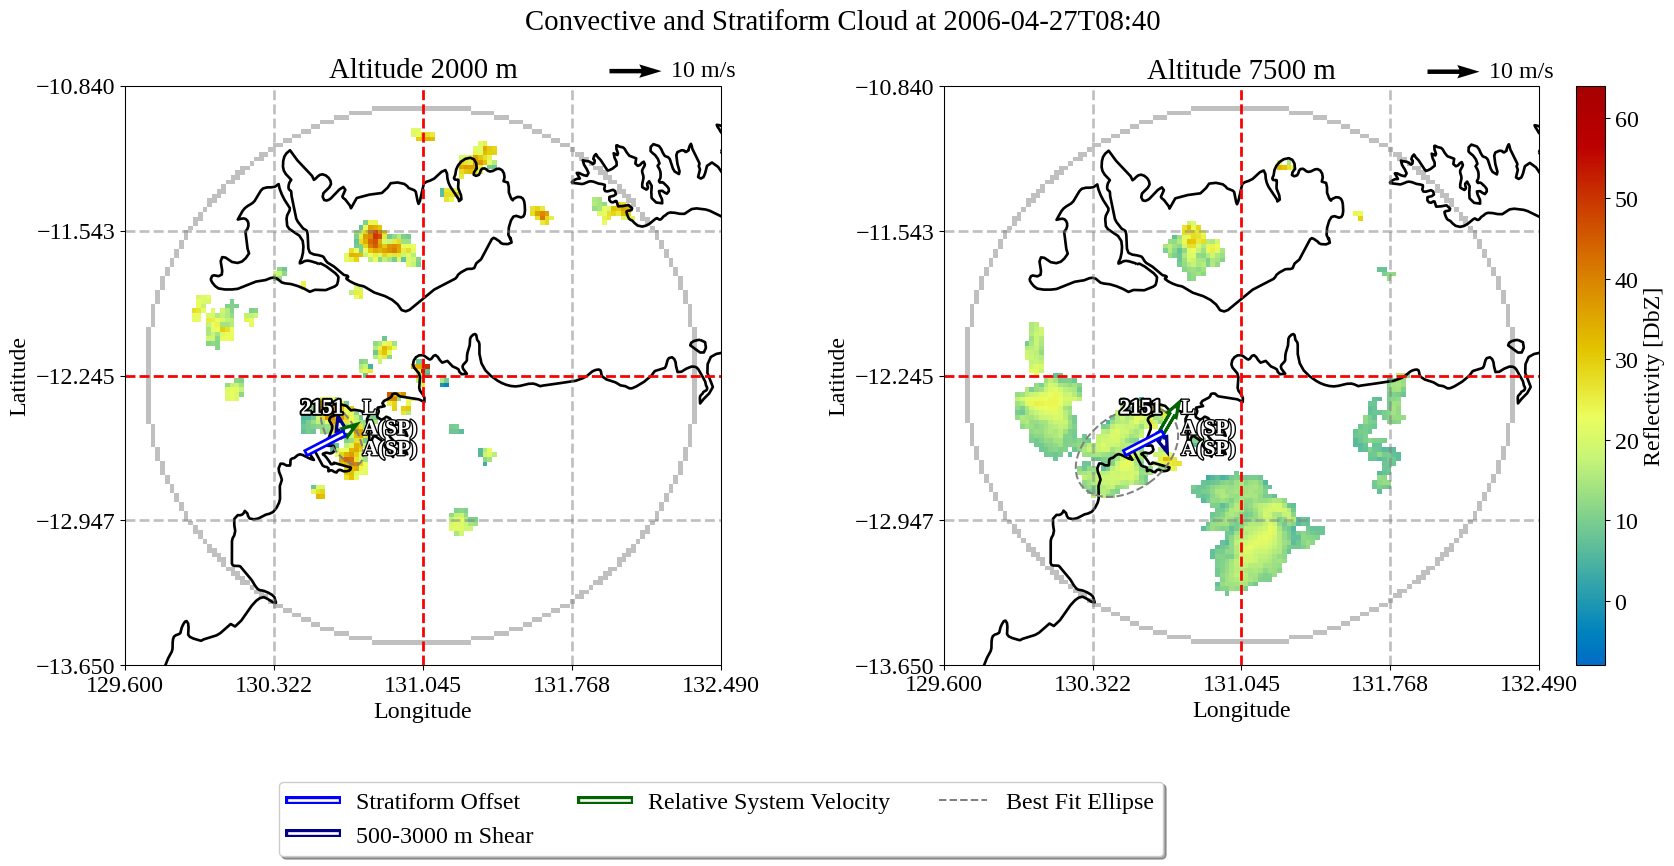 Convective and Stratiform Cloud at 2006-04-27T08:40
Altitude 2000 m
10 m/s
−10.840
−11.543
−12.245
−12.947
−13.650
129.600
130.322
131.045
131.768
132.490
Latitude
Longitude
2151
L
A(SP)
A(SP)
Altitude 7500 m
10 m/s
−10.840
−11.543
−12.245
−12.947
−13.650
129.600
130.322
131.045
131.768
132.490
Latitude
Longitude
2151
L
A(SP)
A(SP)
60
50
40
30
20
10
0
Reflectivity [DbZ]
Stratiform Offset
500-3000 m Shear
Relative System Velocity
Best Fit Ellipse